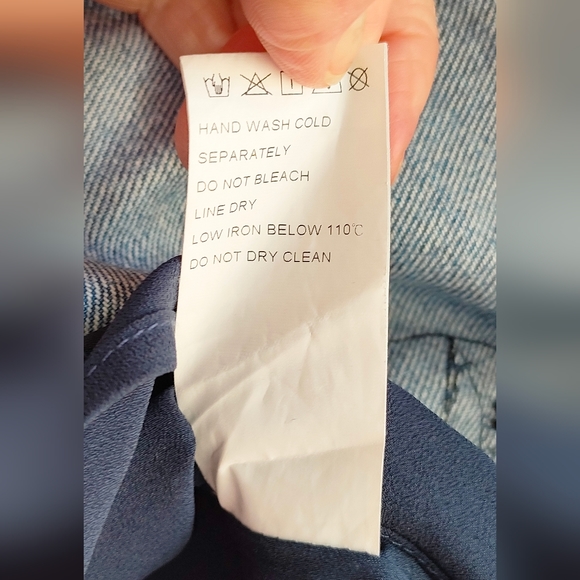 HAND WASH COLD
SEPARATELY
DO NOT BLEACH
LINE DRY
LOW IRON BELOW 110℃
DO NOT DRY CLEAN